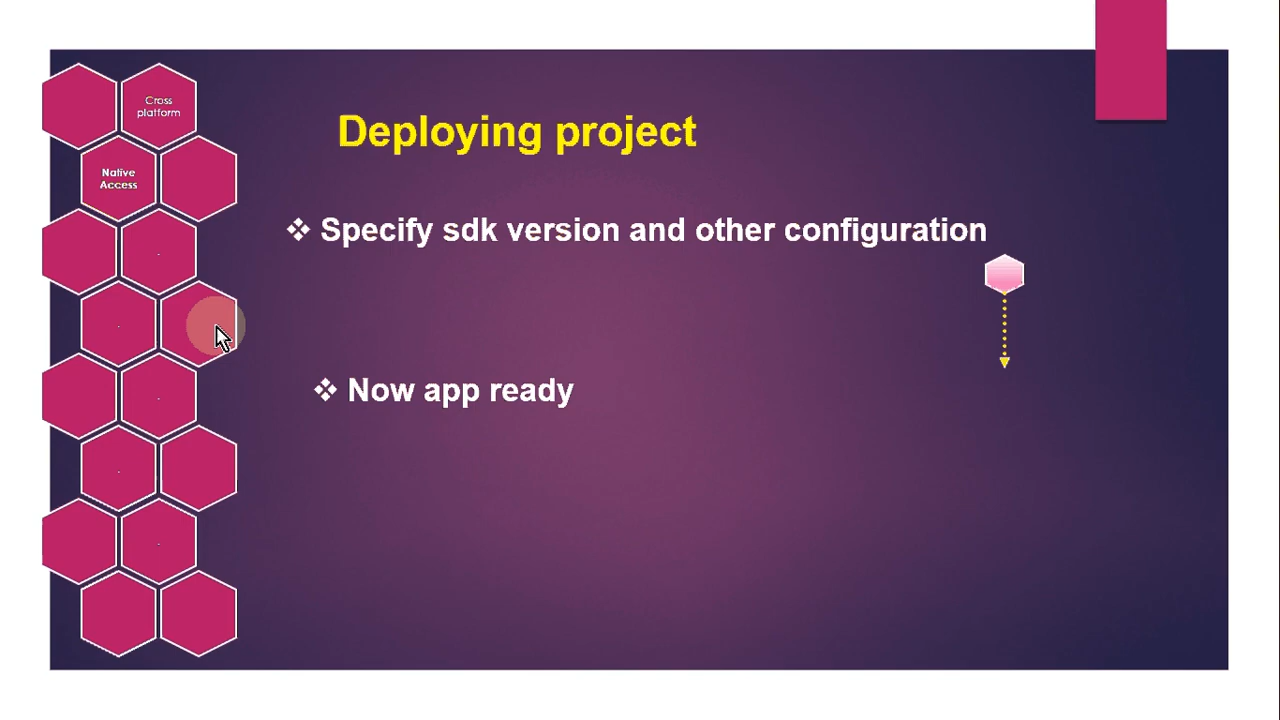 Cross
platform
Native
Access
Deploying project
❖ Specify sdk version and other configuration
❖ Now app ready